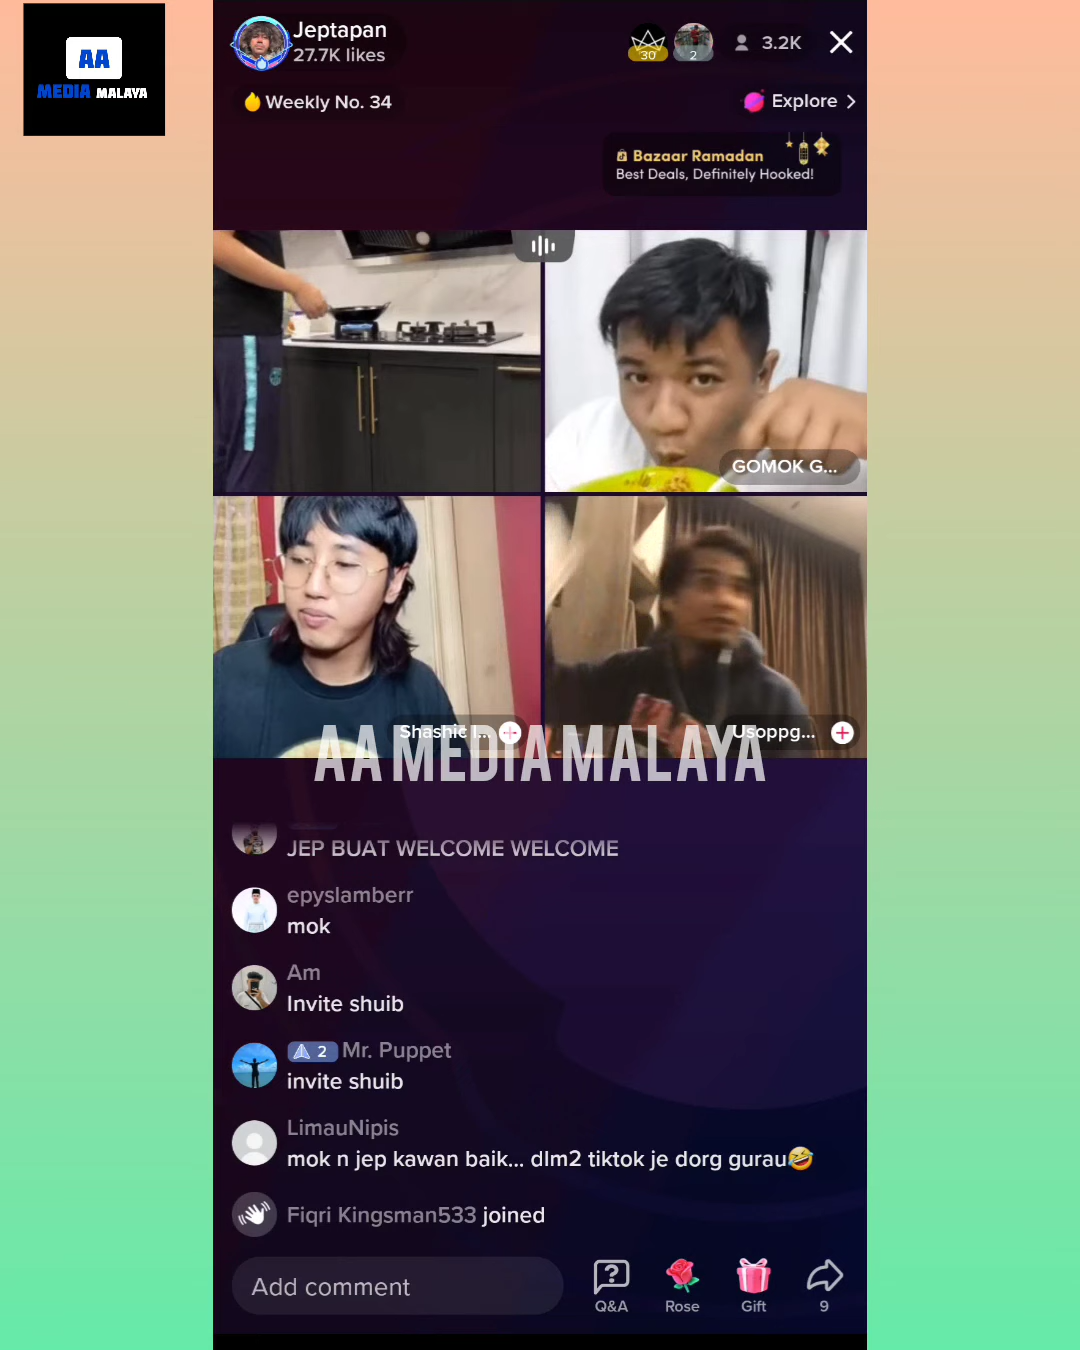 AA
MEDIA MALAYA
Jeptapan
27.7K likes
30
2
3.2K
Weekly No. 34
Explore
Bazaar Ramadan
Best Deals, Definitely Hooked!
GOMOK G...
Shashic I...
Usoppg...
AA MEDIA MALAYA
JEP BUAT WELCOME WELCOME
epyslamberr
mok
Am
Invite shuib
2 Mr. Puppet
invite shuib
LimauNipis
mok n jep kawan baik... dlm2 tiktok je dorg gurau🤣
Fiqri Kingsman533 joined
Add comment
Q&A
Rose
Gift
9